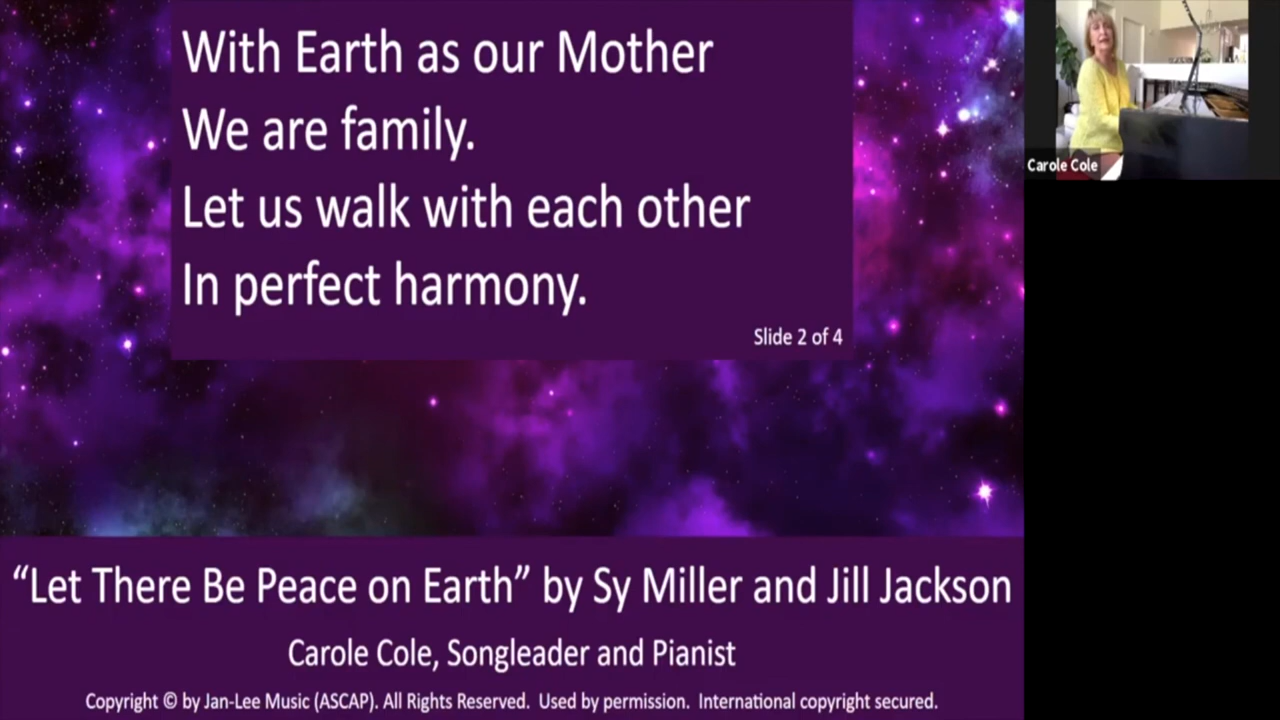 With Earth as our Mother
We are family.
Let us walk with each other
In perfect harmony.
Slide 2 of 4
Carole Cole
“Let There Be Peace on Earth” by Sy Miller and Jill Jackson
Carole Cole, Songleader and Pianist
Copyright © by Jan-Lee Music (ASCAP). All Rights Reserved.  Used by permission.  International copyright secured.